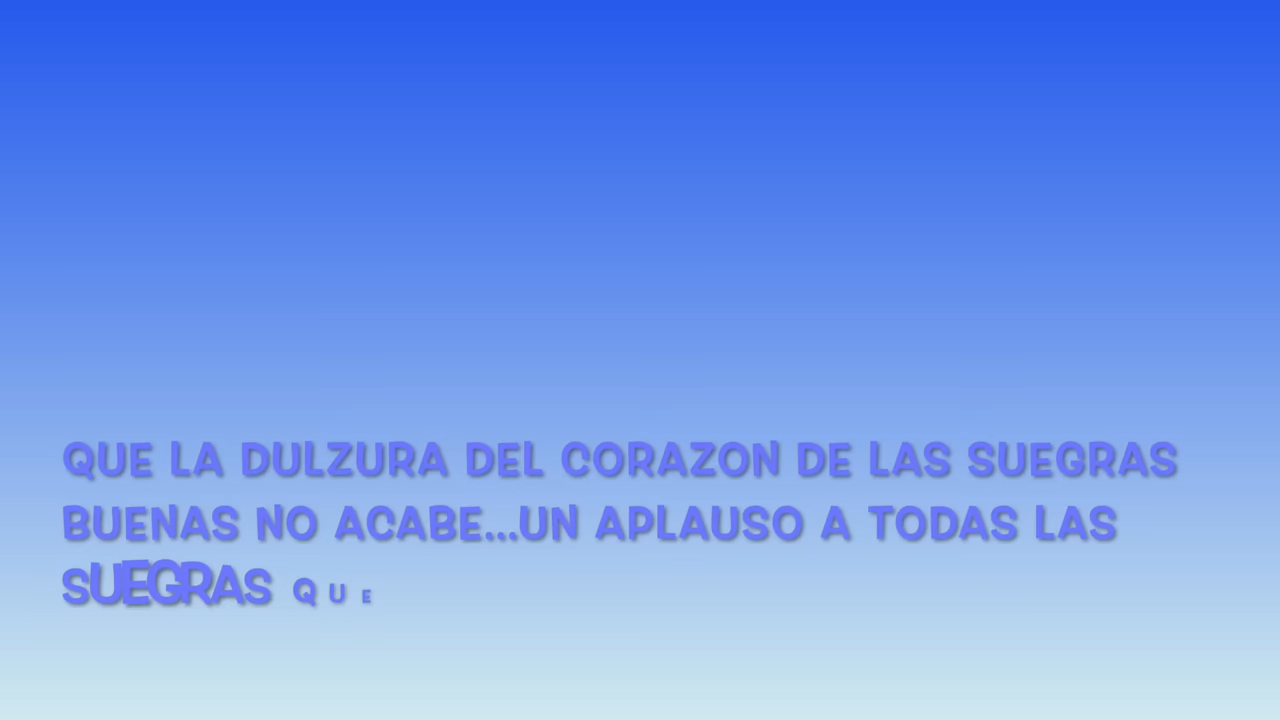 QUE LA DULZURA DEL CORAZON DE LAS SUEGRAS
BUENAS NO ACABE...UN APLAUSO A TODAS LAS
SUEGRAS QUE